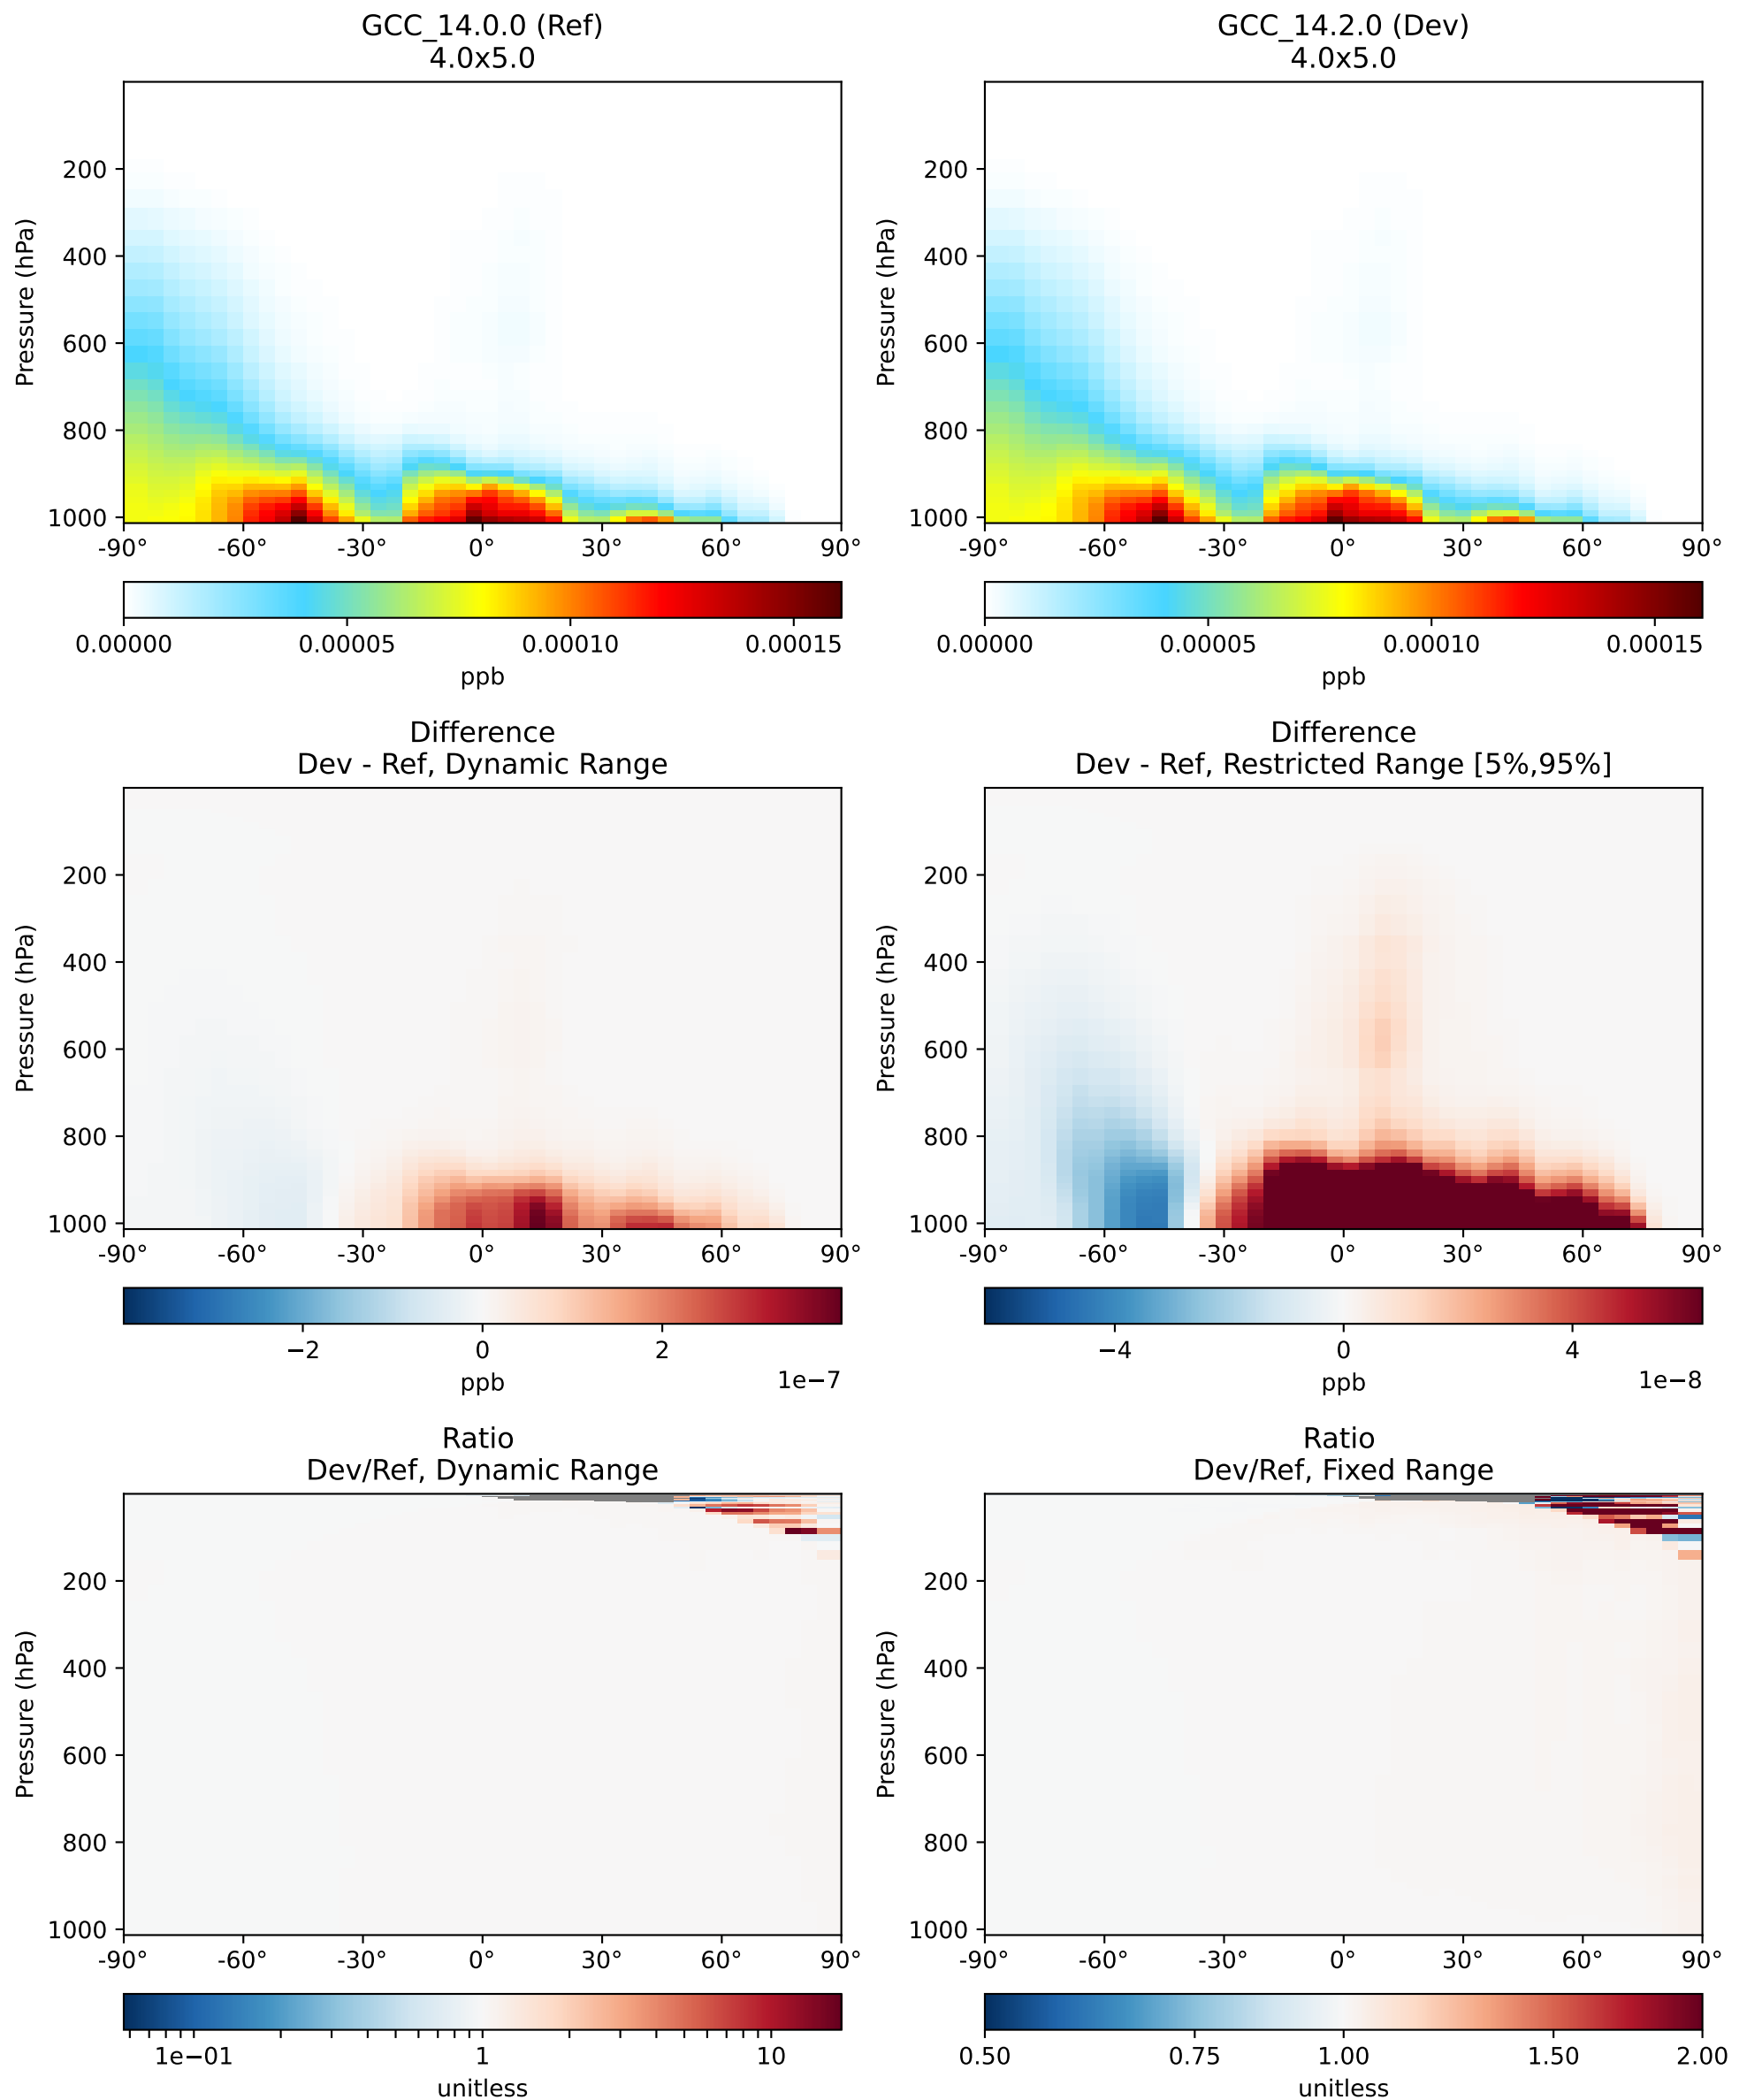 GCC_14.0.0 (Ref)
4.0x5.0
Pressure (hPa)
200
400
600
800
1000
-90° -60° -30° 0° 30° 60° 90°
0.00000 0.00005 0.00010 0.00015
ppb
GCC_14.2.0 (Dev)
4.0x5.0
Pressure (hPa)
200
400
600
800
1000
-90° -60° -30° 0° 30° 60° 90°
0.00000 0.00005 0.00010 0.00015
ppb
Difference
Dev - Ref, Dynamic Range
Pressure (hPa)
200
400
600
800
1000
-90° -60° -30° 0° 30° 60° 90°
−2 0 2
ppb
1e−7
Difference
Dev - Ref, Restricted Range [5%,95%]
Pressure (hPa)
200
400
600
800
1000
-90° -60° -30° 0° 30° 60° 90°
−4 0 4
ppb
1e−8
Ratio
Dev/Ref, Dynamic Range
Pressure (hPa)
200
400
600
800
1000
-90° -60° -30° 0° 30° 60° 90°
1e−01 1 10
unitless
Ratio
Dev/Ref, Fixed Range
Pressure (hPa)
200
400
600
800
1000
-90° -60° -30° 0° 30° 60° 90°
0.50 0.75 1.00 1.50 2.00
unitless